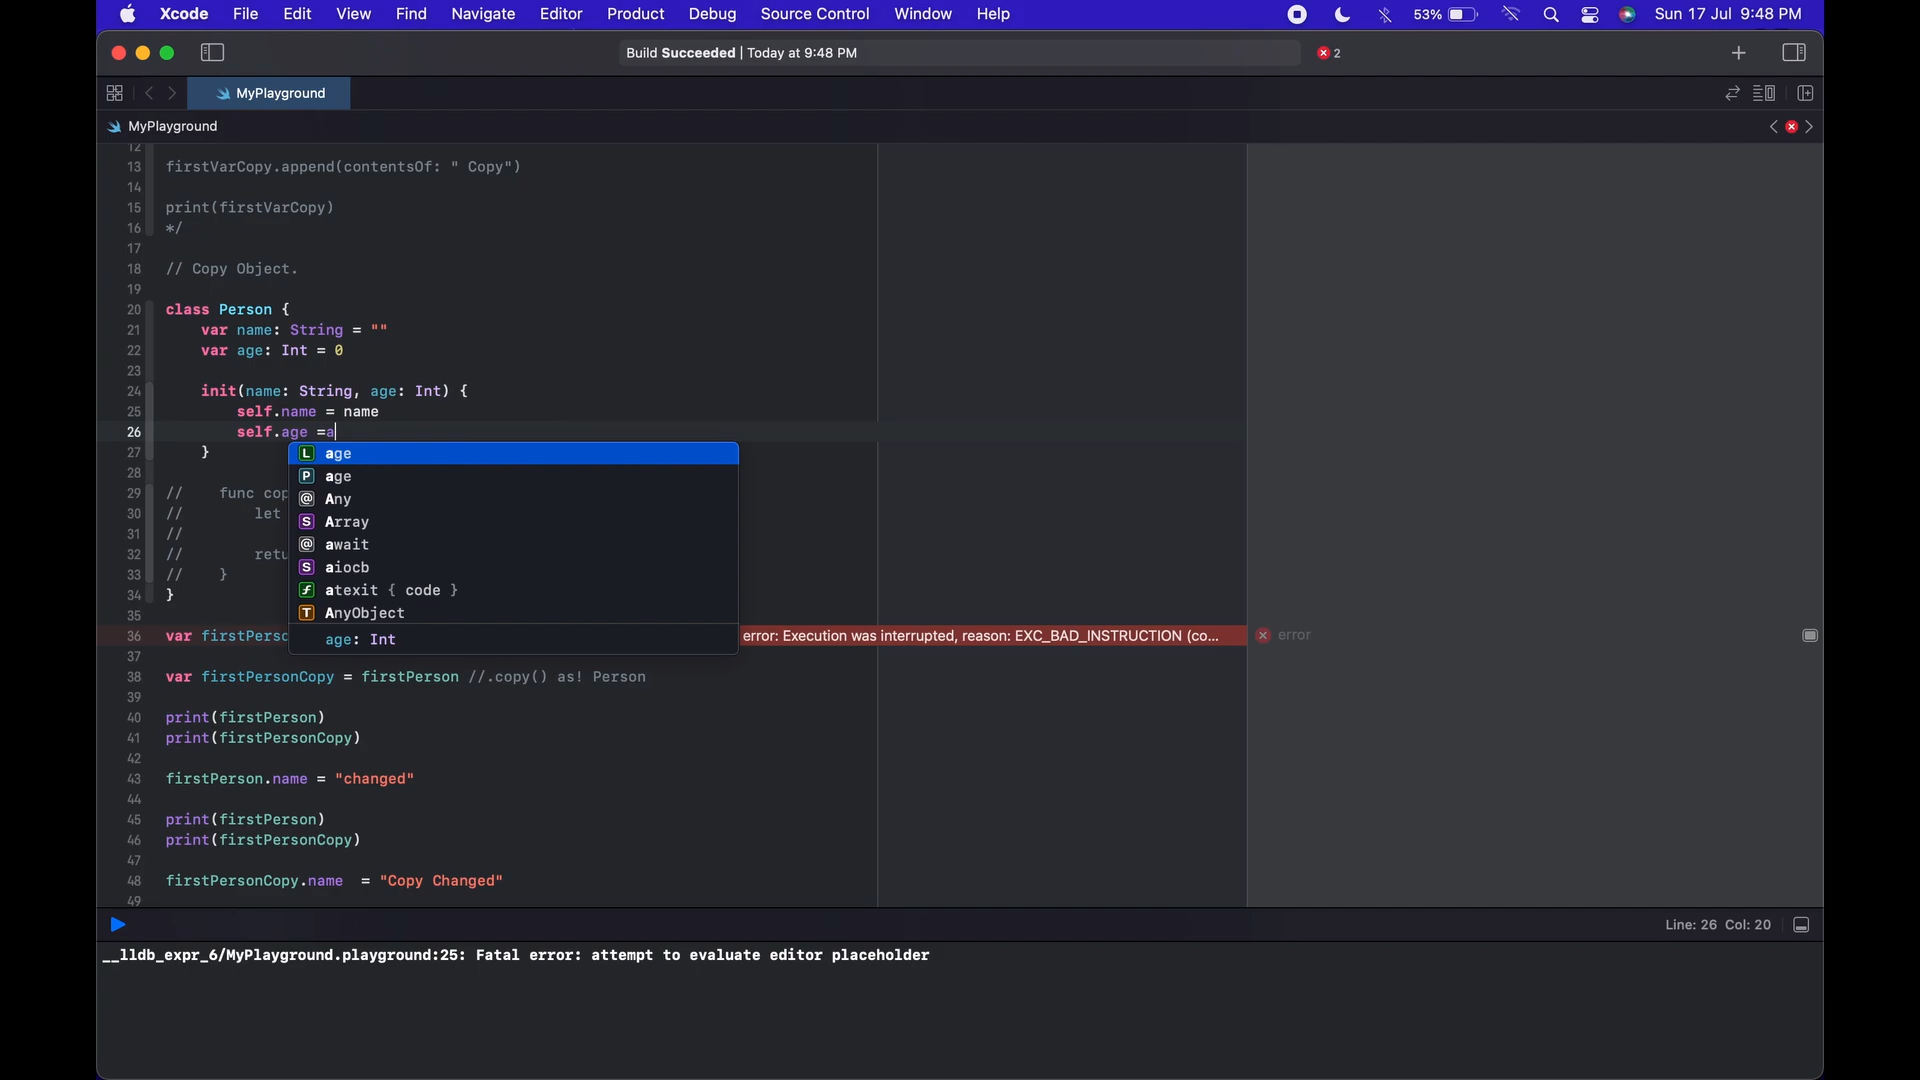 Xcode File Edit View Find Navigate Editor Product Debug Source Control Window Help 53% Sun 17 Jul 9:48 PM
Build Succeeded | Today at 9:48 PM 2
MyPlayground
MyPlayground
12
13 firstVarCopy.append(contentsOf: " Copy")
14
15 print(firstVarCopy)
16 */
17
18 // Copy Object.
19
20 class Person {
21 var name: String = ""
22 var age: Int = 0
23
24 init(name: String, age: Int) {
25 self.name = name
26 self.age =a
27 }
L age
28
P age
29 // func cop
@ Any
30 // let
S Array
31 //
@ await
32 // retu
S aiocb
33 // }
f atexit { code }
34 }
T AnyObject
35
age: Int
36 var firstPerso error: Execution was interrupted, reason: EXC_BAD_INSTRUCTION (co... error
37
38 var firstPersonCopy = firstPerson //.copy() as! Person
39
40 print(firstPerson)
41 print(firstPersonCopy)
42
43 firstPerson.name = "changed"
44
45 print(firstPerson)
46 print(firstPersonCopy)
47
48 firstPersonCopy.name = "Copy Changed"
49
Line: 26 Col: 20
__lldb_expr_6/MyPlayground.playground:25: Fatal error: attempt to evaluate editor placeholder